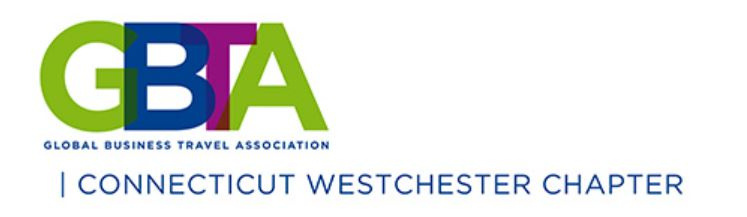 GBTA
GLOBAL BUSINESS TRAVEL ASSOCIATION
| CONNECTICUT WESTCHESTER CHAPTER